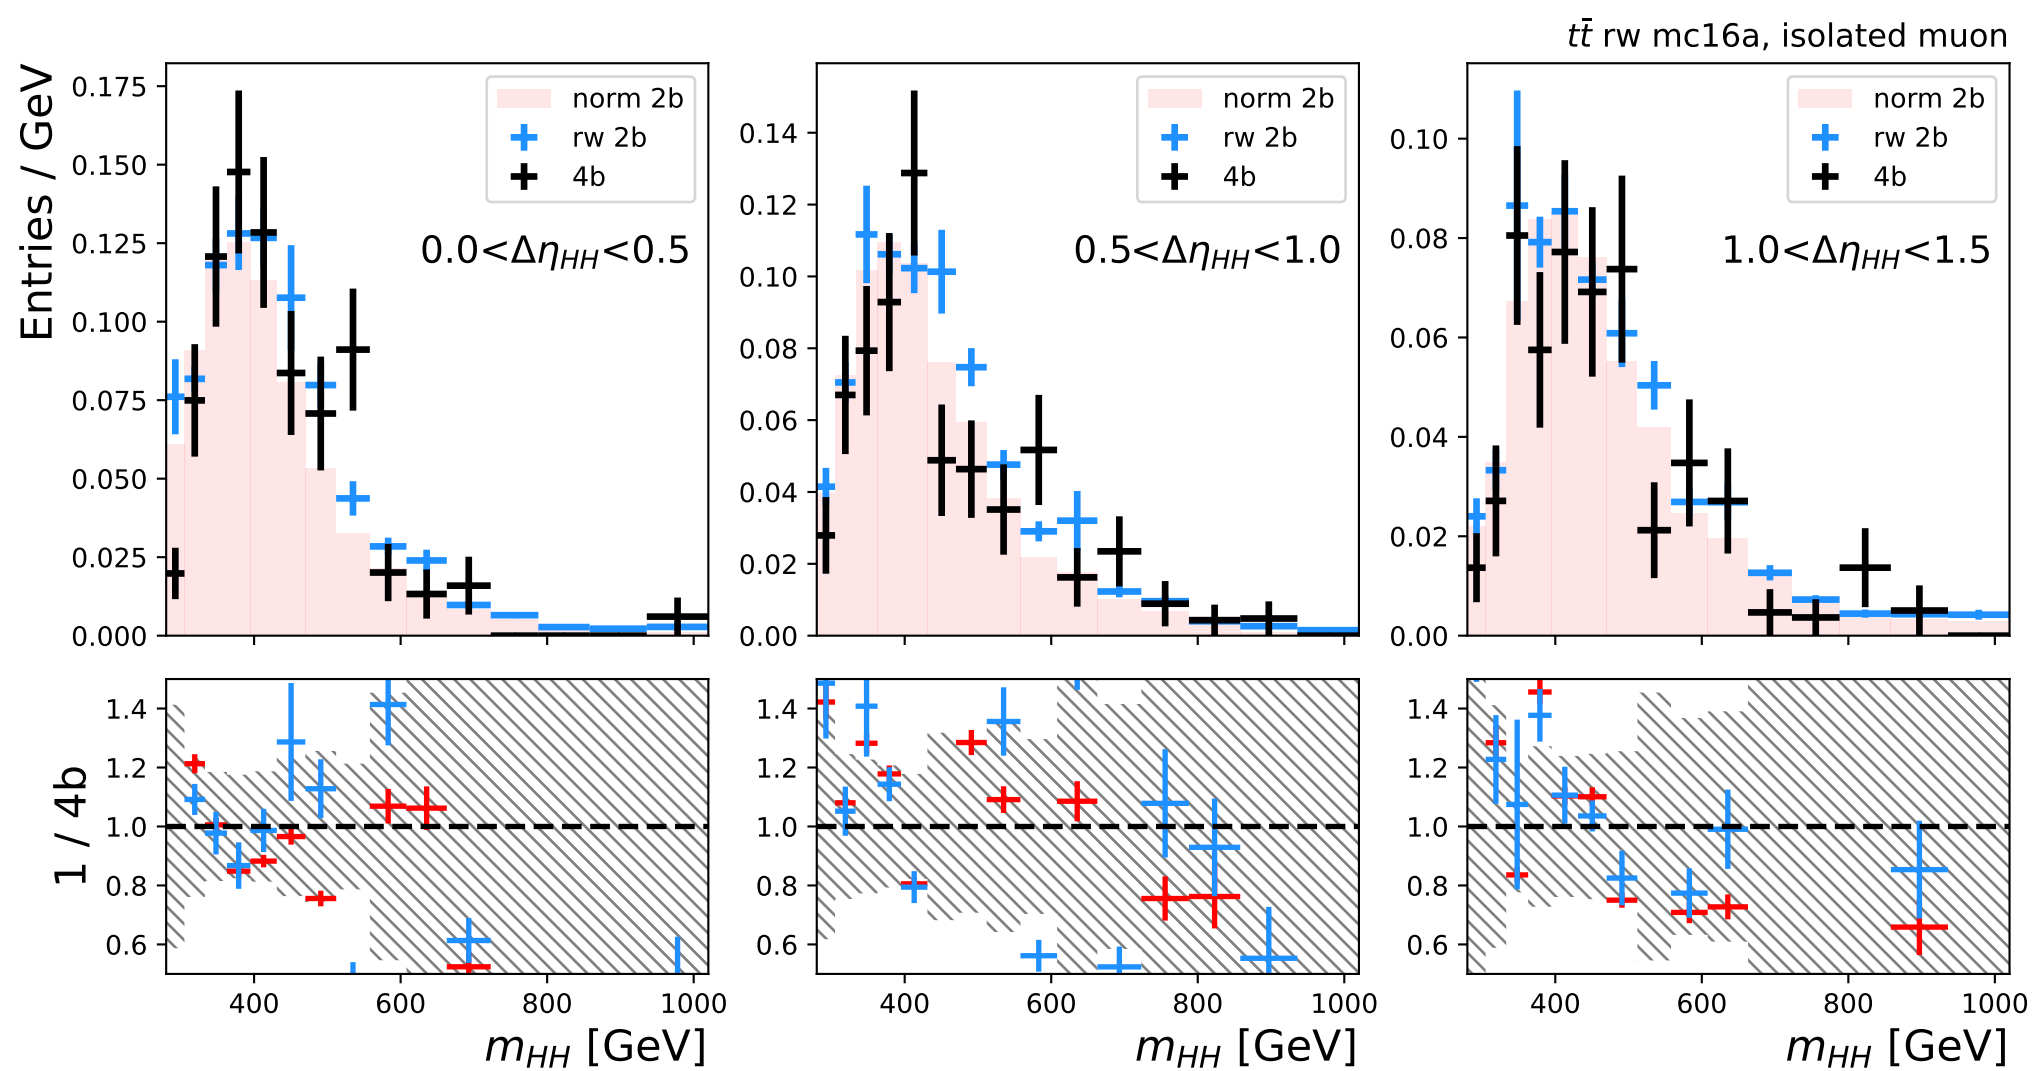 tt̄ rw mc16a, isolated muon
Entries / GeV
0.175
0.150
0.125
0.100
0.075
0.050
0.025
0.000
norm 2b
rw 2b
4b
0.0<Δη_HH<0.5
0.14
0.12
0.10
0.08
0.06
0.04
0.02
0.00
norm 2b
rw 2b
4b
0.5<Δη_HH<1.0
0.10
0.08
0.06
0.04
0.02
0.00
norm 2b
rw 2b
4b
1.0<Δη_HH<1.5
1 / 4b
1.4
1.2
1.0
0.8
0.6
400 600 800 1000
m_HH [GeV]
1.4
1.2
1.0
0.8
0.6
400 600 800 1000
m_HH [GeV]
1.4
1.2
1.0
0.8
0.6
400 600 800 1000
m_HH [GeV]